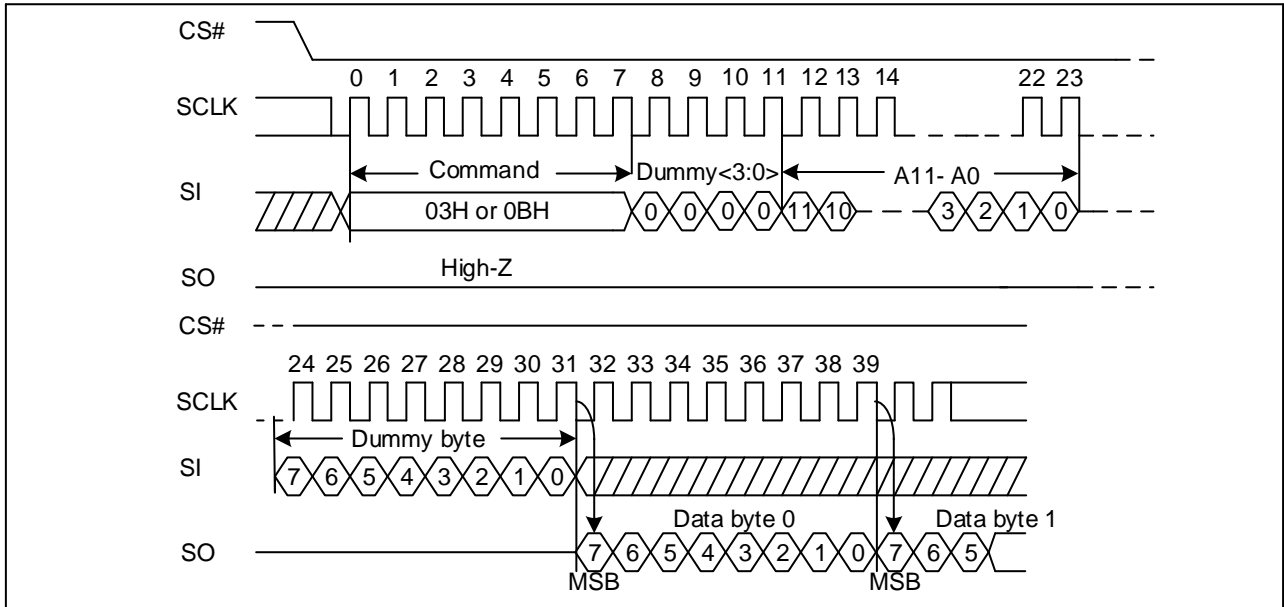 CS#
0 1 2 3 4 5 6 7 8 9 10 11 12 13 14 22 23
SCLK
Command Dummy<3:0> A11- A0
SI
03H or 0BH 0 0 0 0 11 10 3 2 1 0
High-Z
SO
CS#
24 25 26 27 28 29 30 31 32 33 34 35 36 37 38 39
SCLK
Dummy byte
SI
7 6 5 4 3 2 1 0
Data byte 0 Data byte 1
SO
7 6 5 4 3 2 1 0 7 6 5
MSB MSB